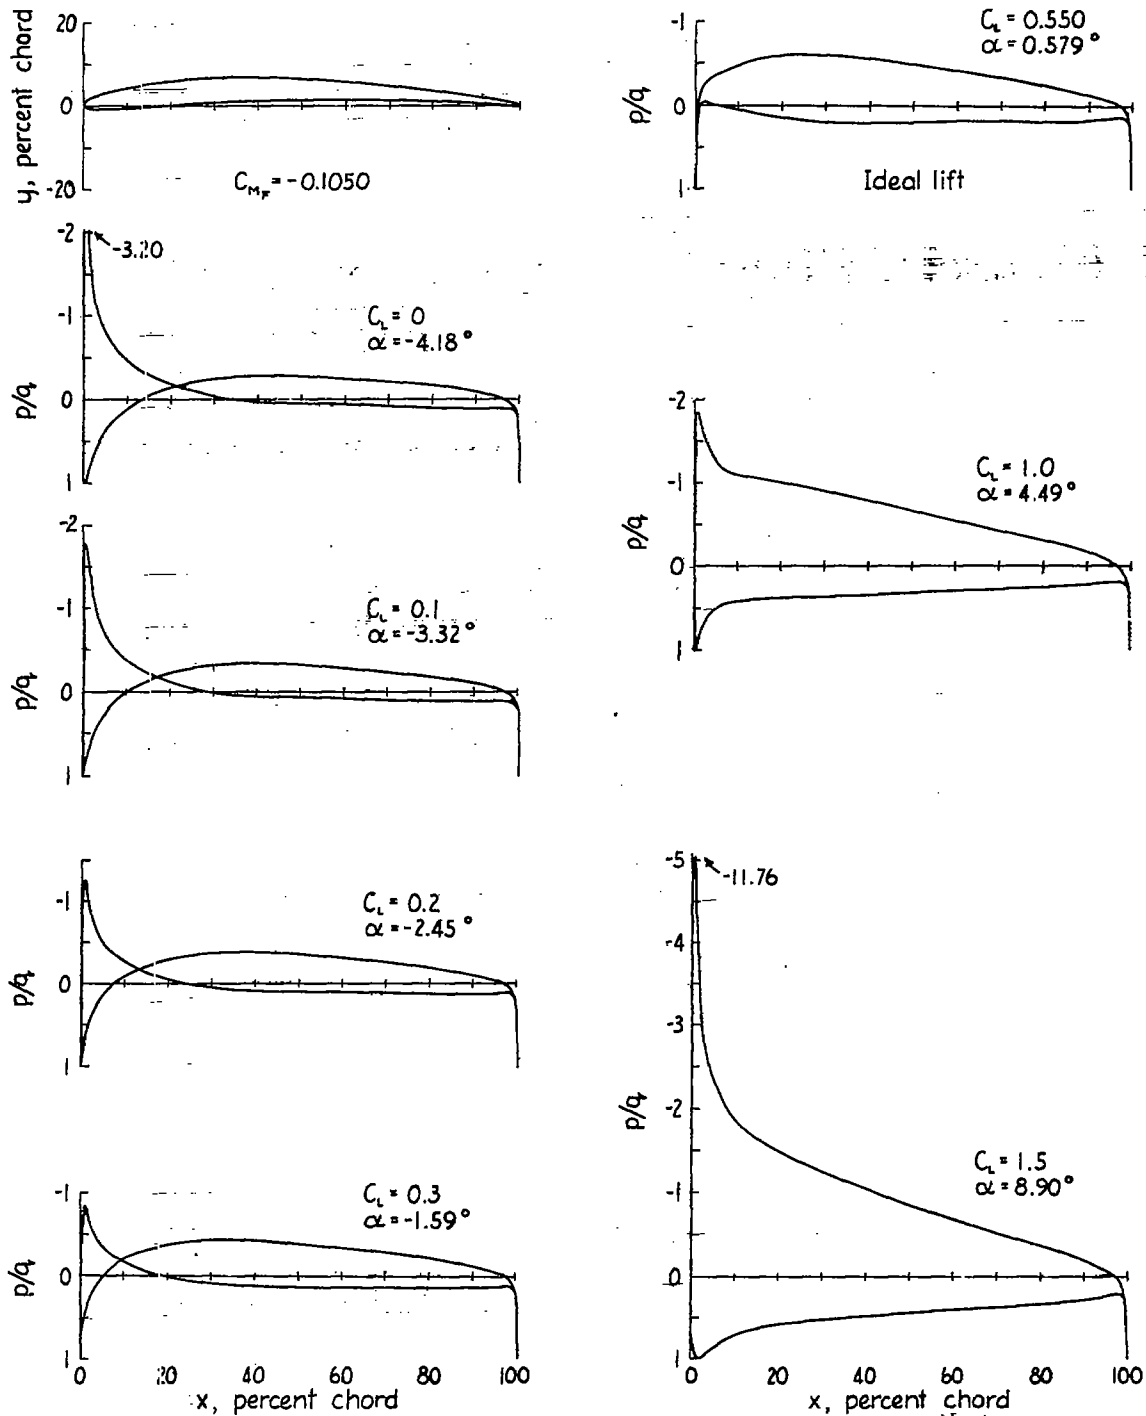 y, percent chord
20
0
-20
C_MF = -0.1050
p/q
-2
-1
0
1
-3.20
C_L = 0
α = -4.18°
p/q
-2
-1
0
1
C_L = 0.1
α = -3.32°
p/q
-1
0
1
C_L = 0.2
α = -2.45°
p/q
-1
0
1
C_L = 0.3
α = -1.59°
0 20 40 60 80 100
x, percent chord
p/q
-1
0
1
C_L = 0.550
α = 0.579°
Ideal lift
p/q
-2
-1
0
1
C_L = 1.0
α = 4.49°
p/q
-5
-4
-3
-2
-1
0
1
-11.76
C_L = 1.5
α = 8.90°
0 20 40 60 80 100
x, percent chord